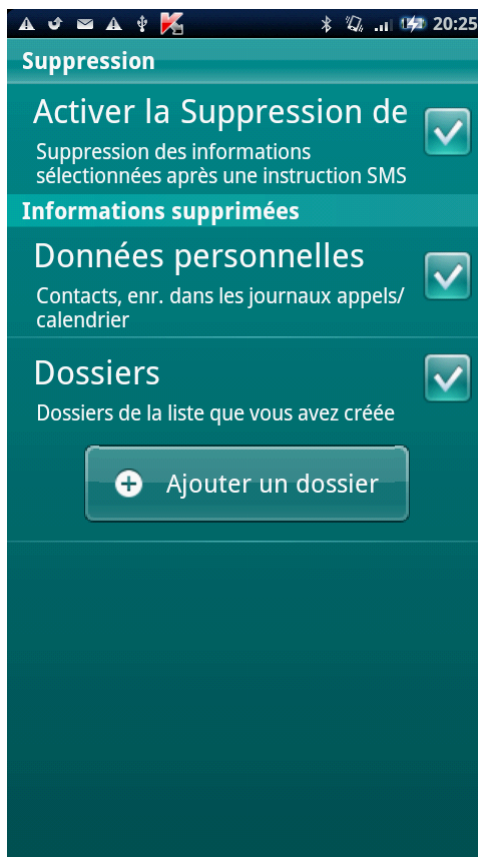 20:25
Suppression
Activer la Suppression de
Suppression des informations
sélectionnées après une instruction SMS
Informations supprimées
Données personnelles
Contacts, enr. dans les journaux appels/
calendrier
Dossiers
Dossiers de la liste que vous avez créée
Ajouter un dossier